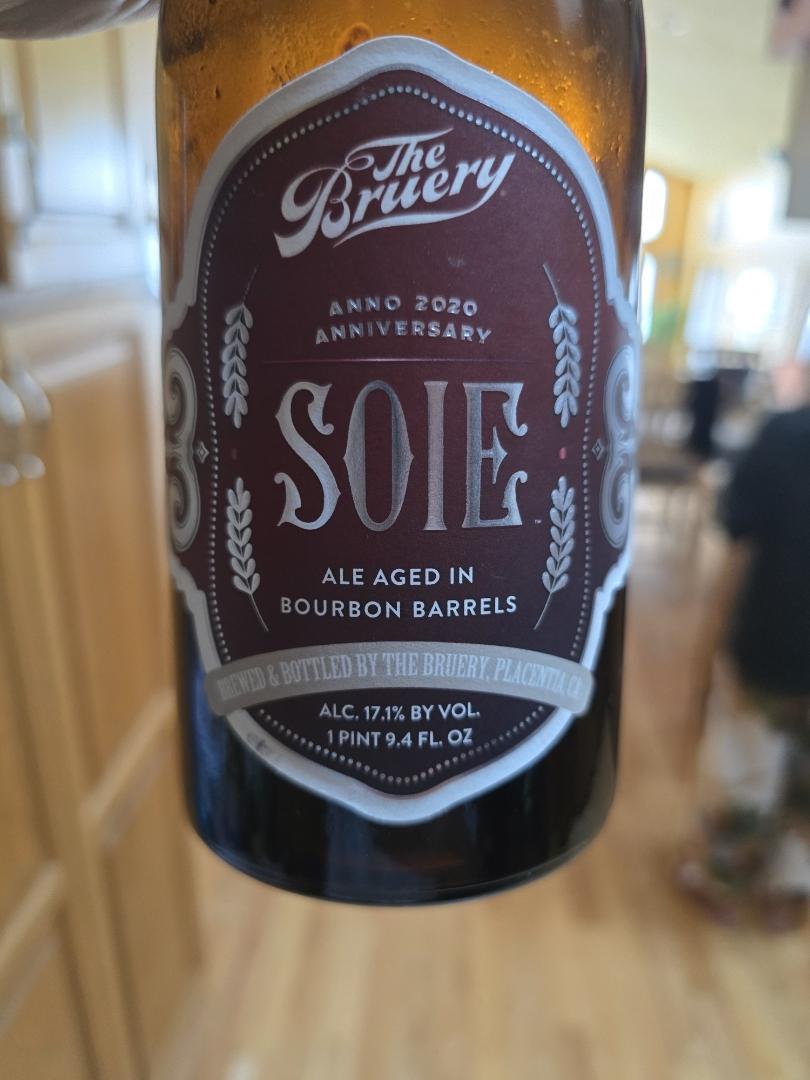 The
Bruery
ANNO 2020
ANNIVERSARY
SOIE™
ALE AGED IN
BOURBON BARRELS
BREWED & BOTTLED BY THE BRUERY, PLACENTIA, CA
ALC. 17.1% BY VOL.
1 PINT 9.4 FL. OZ